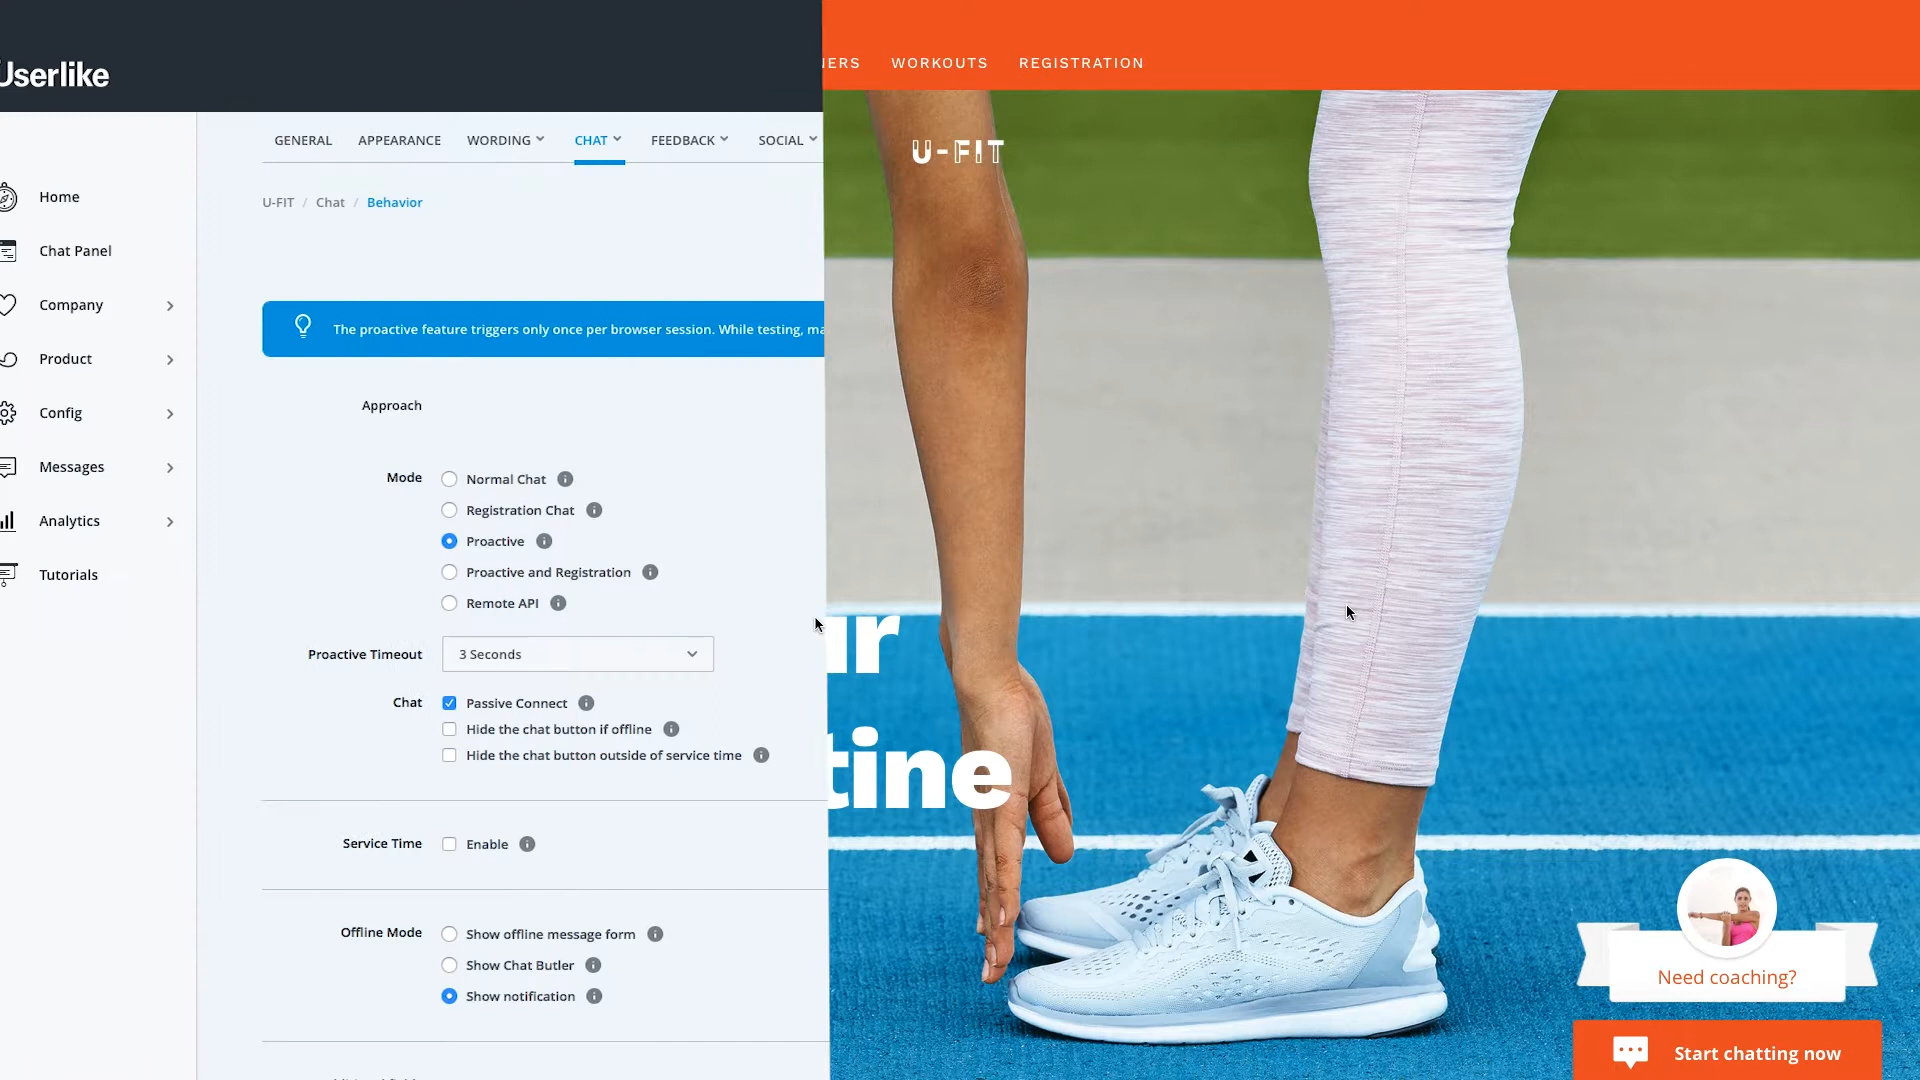 Userlike
Home
Chat Panel
Company
Product
Config
Messages
Analytics
Tutorials
GENERAL APPEARANCE WORDING CHAT FEEDBACK SOCIAL
U-FIT / Chat / Behavior
The proactive feature triggers only once per browser session. While testing, ma
Approach
Mode
Normal Chat
Registration Chat
Proactive
Proactive and Registration
Remote API
Proactive Timeout 3 Seconds
Chat
Passive Connect
Hide the chat button if offline
Hide the chat button outside of service time
Service Time Enable
Offline Mode
Show offline message form
Show Chat Butler
Show notification
WORKOUTS REGISTRATION
U-FIT
ur
tine
Need coaching?
Start chatting now